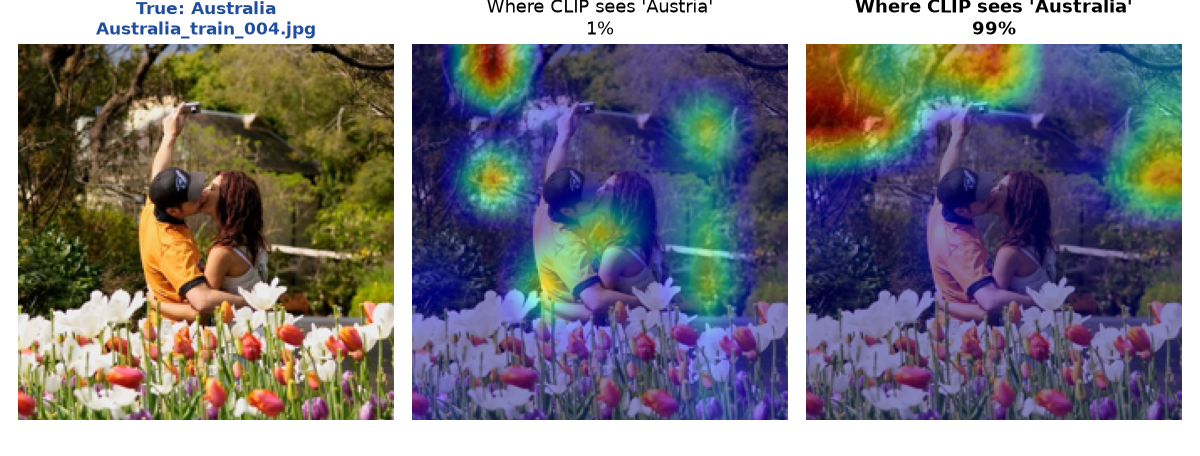 True: Australia
Australia_train_004.jpg
Where CLIP sees 'Austria'
1%
Where CLIP sees 'Australia'
99%